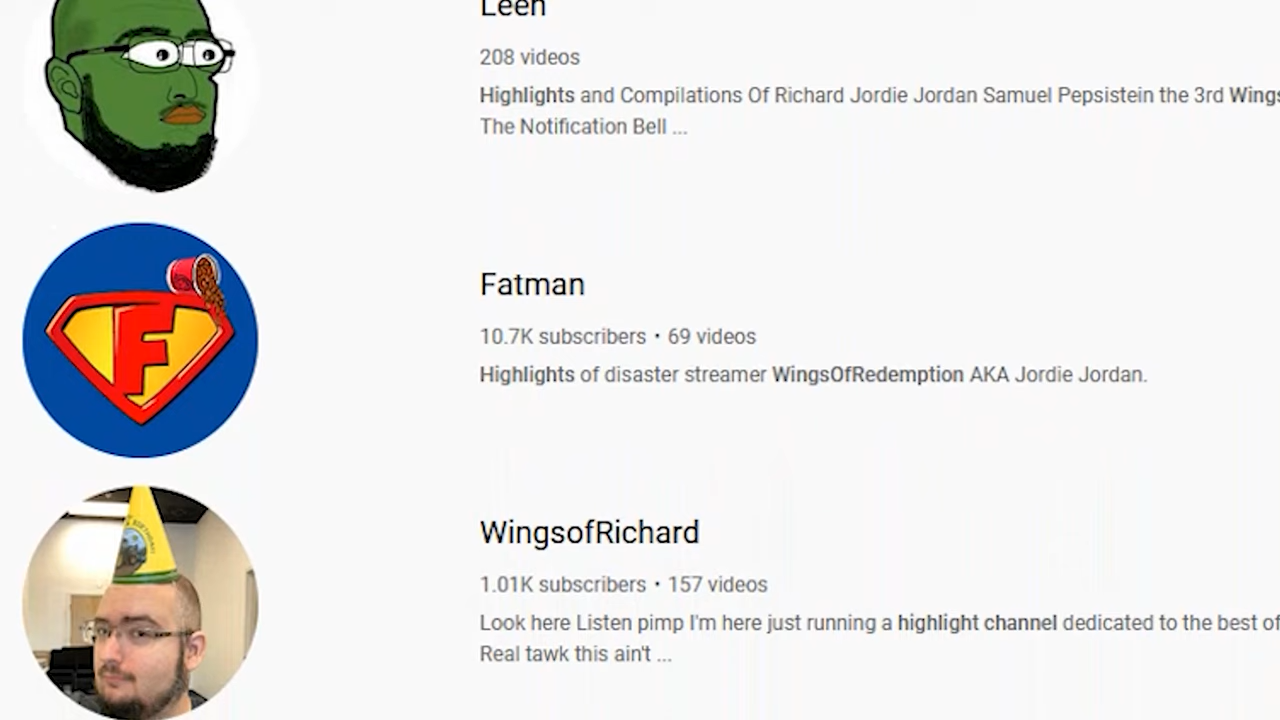 Leen
208 videos
Highlights and Compilations Of Richard Jordie Jordan Samuel Pepsistein the 3rd Wings
The Notification Bell ...
F
Fatman
10.7K subscribers • 69 videos
Highlights of disaster streamer WingsOfRedemption AKA Jordie Jordan.
WingsofRichard
1.01K subscribers • 157 videos
Look here Listen pimp I'm here just running a highlight channel dedicated to the best of
Real tawk this ain't ...